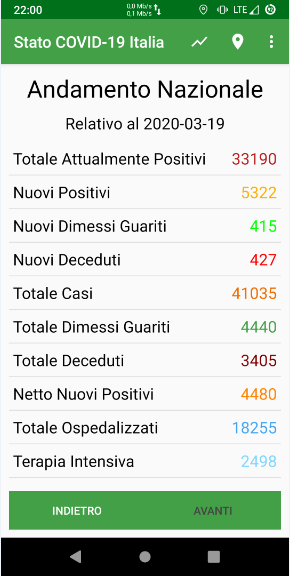 22:00
0,0 Mb/s
0,1 Mb/s
LTE
Stato COVID-19 Italia
Andamento Nazionale
Relativo al 2020-03-19
Totale Attualmente Positivi 33190
Nuovi Positivi 5322
Nuovi Dimessi Guariti 415
Nuovi Deceduti 427
Totale Casi 41035
Totale Dimessi Guariti 4440
Totale Deceduti 3405
Netto Nuovi Positivi 4480
Totale Ospedalizzati 18255
Terapia Intensiva 2498
INDIETRO AVANTI